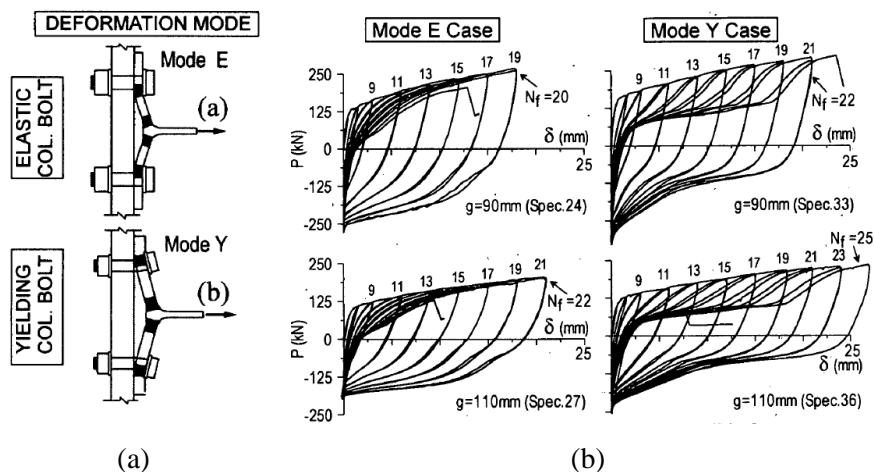 DEFORMATION MODE
Mode E
(a)
ELASTIC
COL. BOLT
Mode Y
(b)
YIELDING
COL. BOLT
Mode E Case
250
125
0
-125
-250
P (kN)
9 11 13 15 17 19
Nf =20
δ (mm)
25
g=90mm (Spec.24)
Mode Y Case
9 11 13 15 17 19 21
Nf =22
δ (mm)
25
g=90mm (Spec.33)
250
125
0
-125
-250
P (kN)
9 11 13 15 17 19 21
Nf =22
δ (mm)
25
g=110mm (Spec.27)
9 11 13 15 17 19 21 23
Nf =25
δ (mm)
25
g=110mm (Spec.36)
(a)
(b)